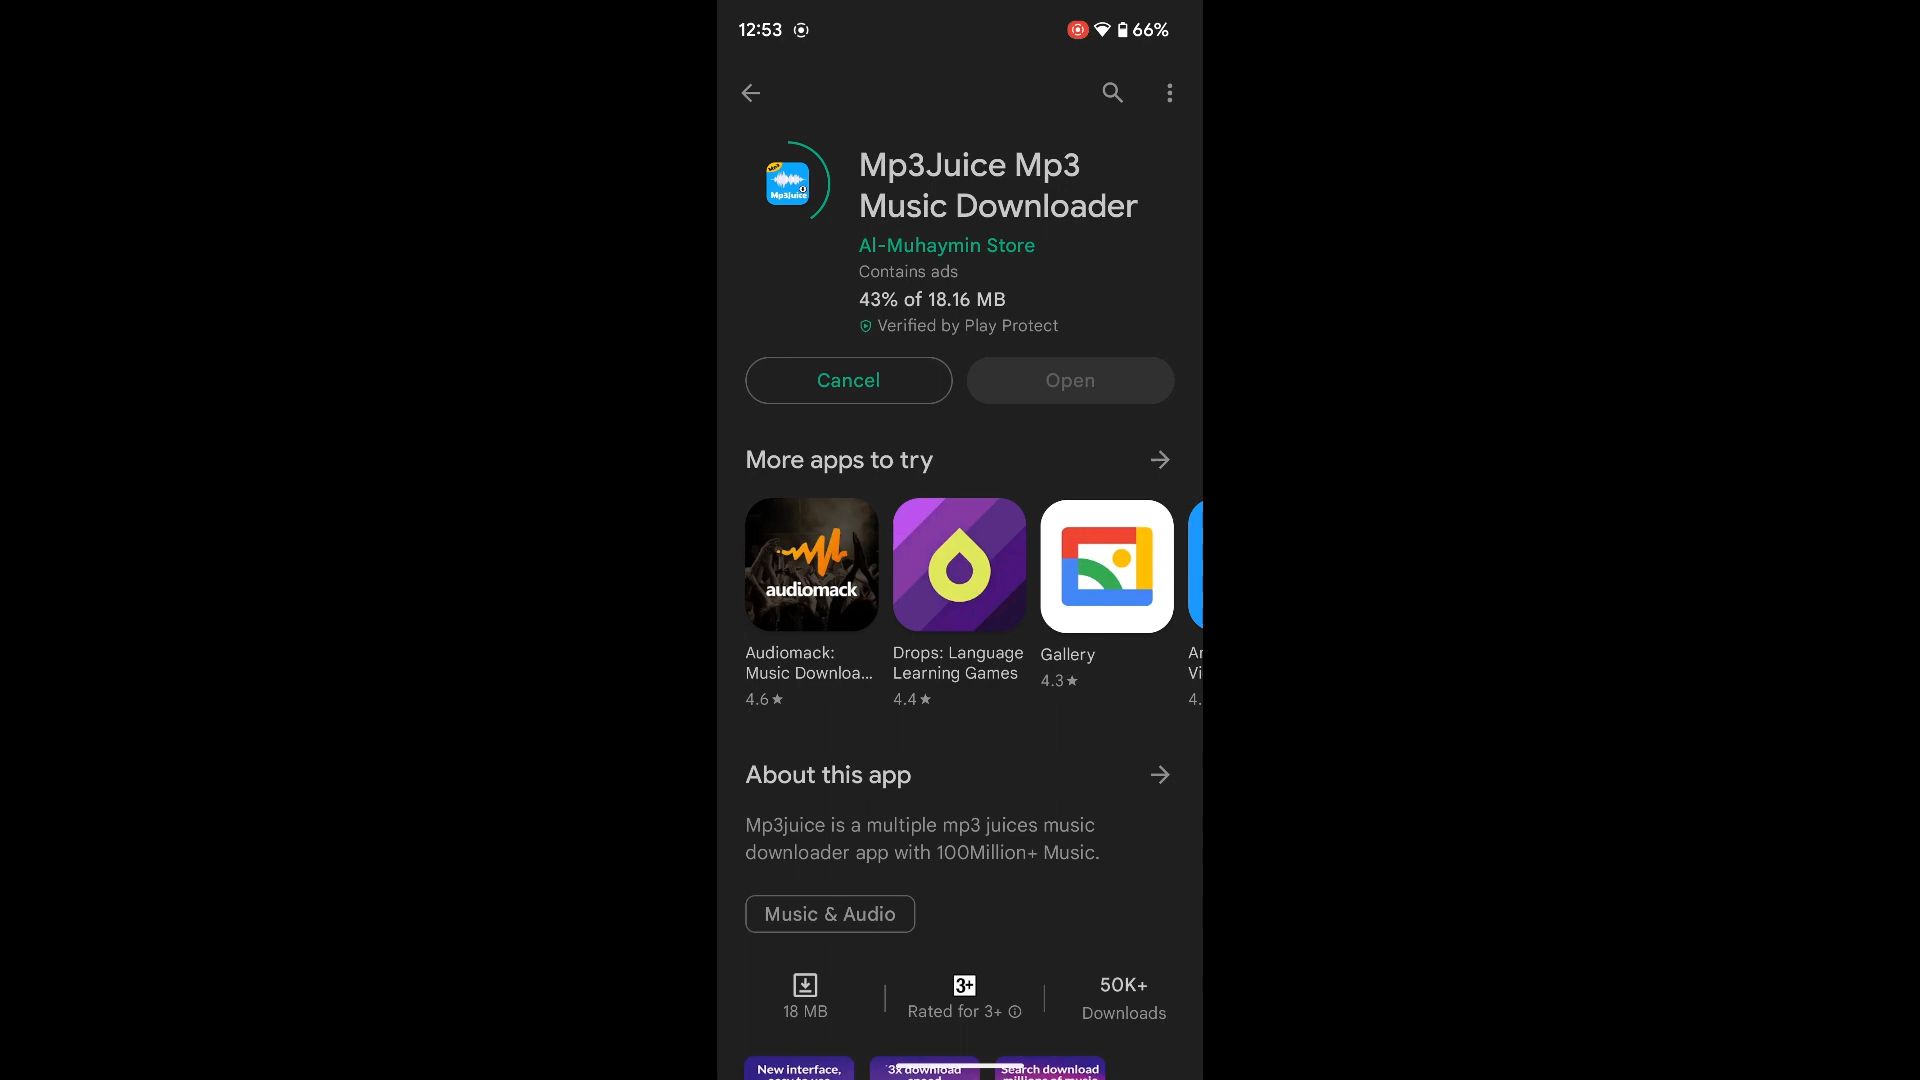 12:53
66%
Mp3Juice Mp3
Music Downloader
Al-Muhaymin Store
Contains ads
43% of 18.16 MB
Verified by Play Protect
Cancel
Open
More apps to try
audiomack
Audiomack:
Music Downloa...
4.6★
Drops: Language
Learning Games
4.4★
Gallery
4.3★
4.
About this app
Mp3juice is a multiple mp3 juices music
downloader app with 100Million+ Music.
Music & Audio
18 MB
3+
Rated for 3+
50K+
Downloads
New interface,
3x download
Search download